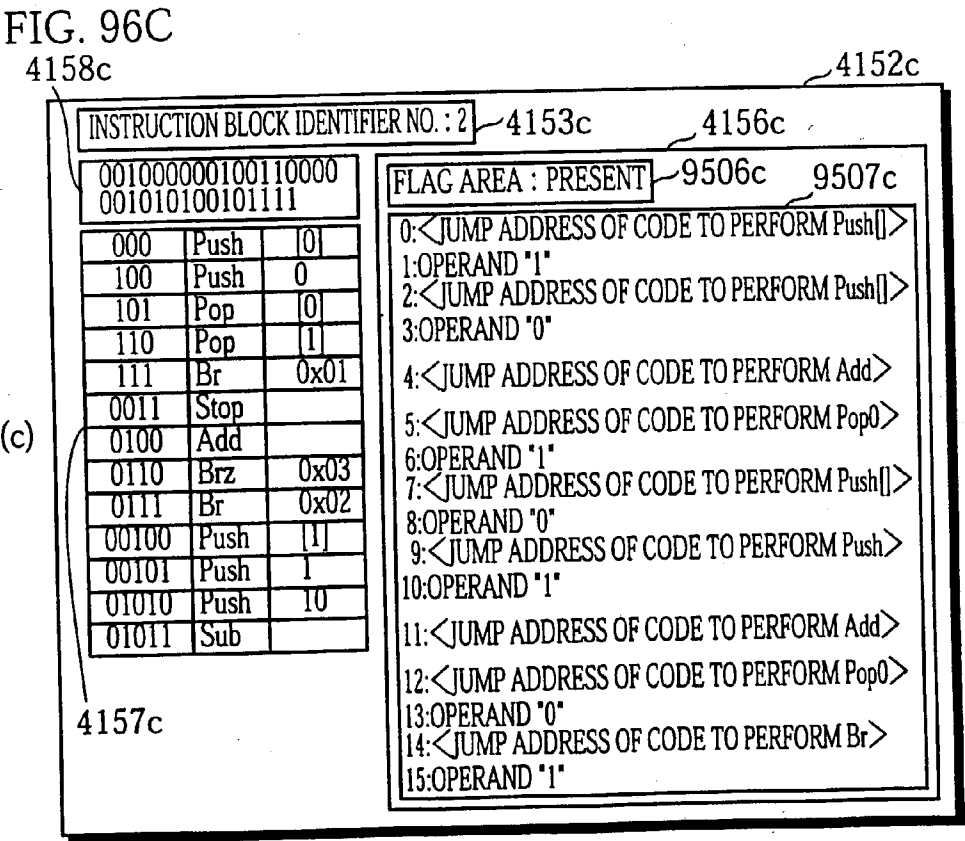 FIG. 96C
4158c
4152c
INSTRUCTION BLOCK IDENTIFIER NO. : 2
4153c
4156c
001000000100110000
001010100101111
FLAG AREA : PRESENT
9506c
9507c
000 Push [0]
100 Push 0
101 Pop [0]
110 Pop [1]
111 Br 0x01
0011 Stop
0100 Add
0110 Brz 0x03
0111 Br 0x02
00100 Push [1]
00101 Push 1
01010 Push 10
01011 Sub
(c)
4157c
0:<JUMP ADDRESS OF CODE TO PERFORM Push[]>
1:OPERAND "1"
2:<JUMP ADDRESS OF CODE TO PERFORM Push[]>
3:OPERAND "0"
4:<JUMP ADDRESS OF CODE TO PERFORM Add>
5:<JUMP ADDRESS OF CODE TO PERFORM Pop0>
6:OPERAND "1"
7:<JUMP ADDRESS OF CODE TO PERFORM Push[]>
8:OPERAND "0"
9:<JUMP ADDRESS OF CODE TO PERFORM Push>
10:OPERAND "1"
11:<JUMP ADDRESS OF CODE TO PERFORM Add>
12:<JUMP ADDRESS OF CODE TO PERFORM Pop0>
13:OPERAND "0"
14:<JUMP ADDRESS OF CODE TO PERFORM Br>
15:OPERAND "1"